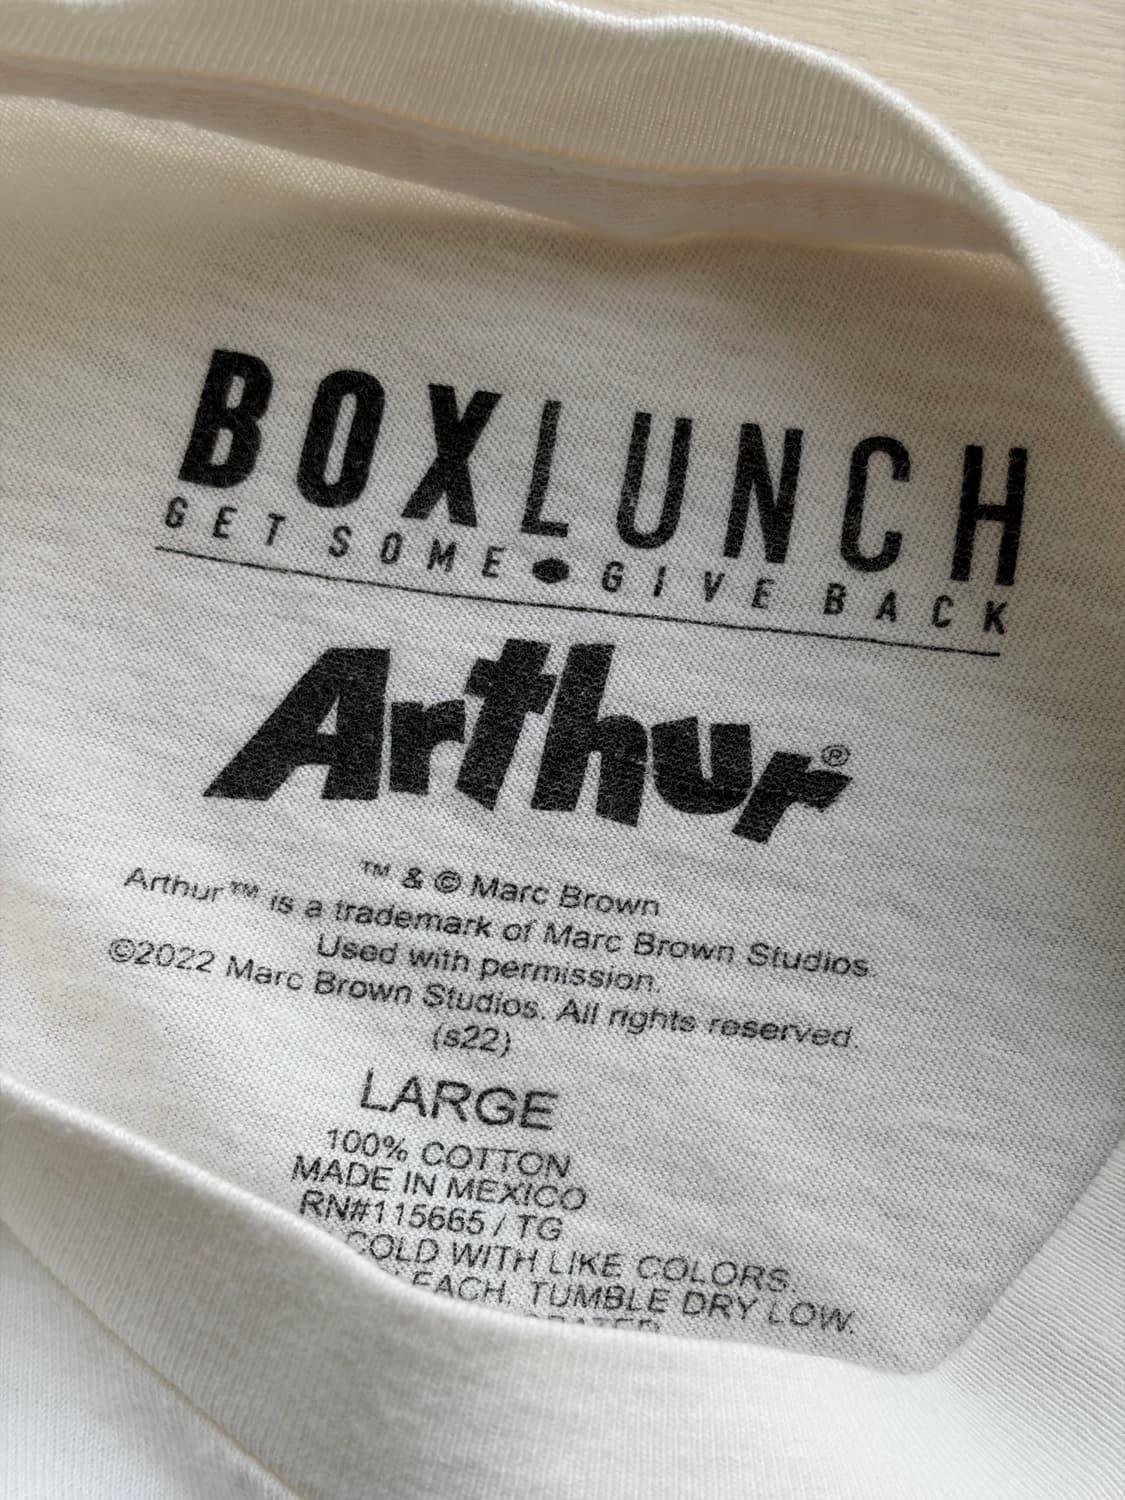 BOXLUNCH
GET SOME • GIVE BACK
Arthur®
™ & © Marc Brown
Arthur™ is a trademark of Marc Brown Studios.
Used with permission.
©2022 Marc Brown Studios. All rights reserved.
(s22)
LARGE
100% COTTON
MADE IN MEXICO
RN#115665 / TG
COLD WITH LIKE COLORS.
TUMBLE DRY LOW.